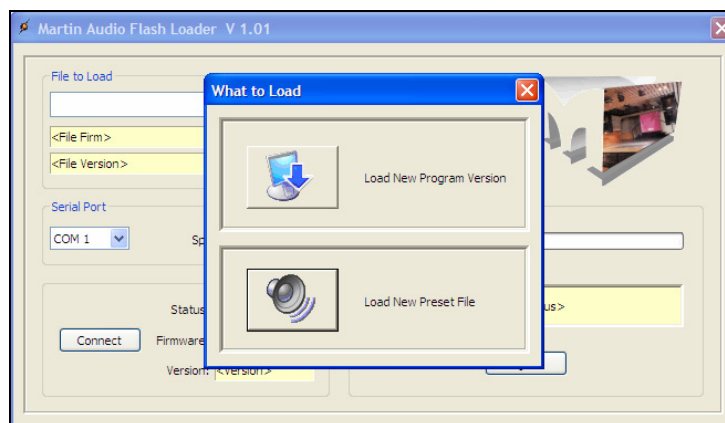 Martin Audio Flash Loader V 1.01
File to Load
What to Load
<File Firm>
<File Version>
Load New Program Version
Serial Port
COM 1
Load New Preset File
us>
Status
Connect
Firmware
Version:
<Version>